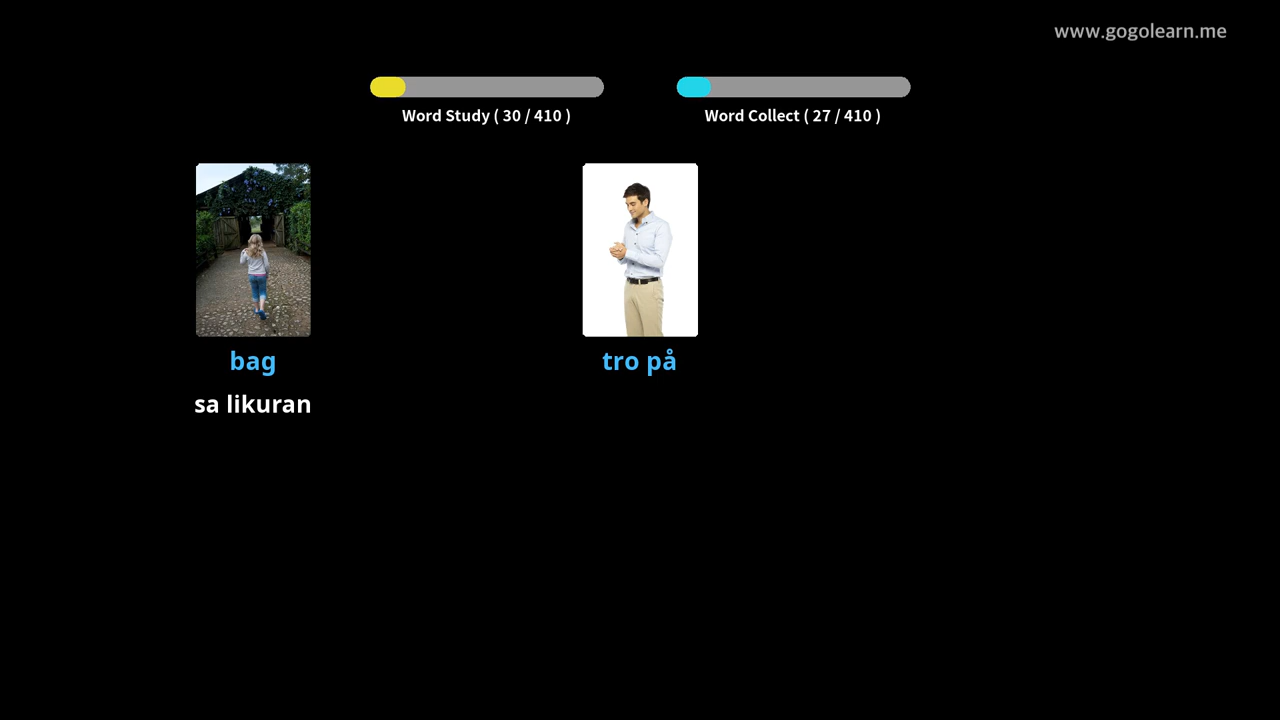 www.gogolearn.me
Word Study ( 30 / 410 )
Word Collect ( 27 / 410 )
bag
tro på
sa likuran